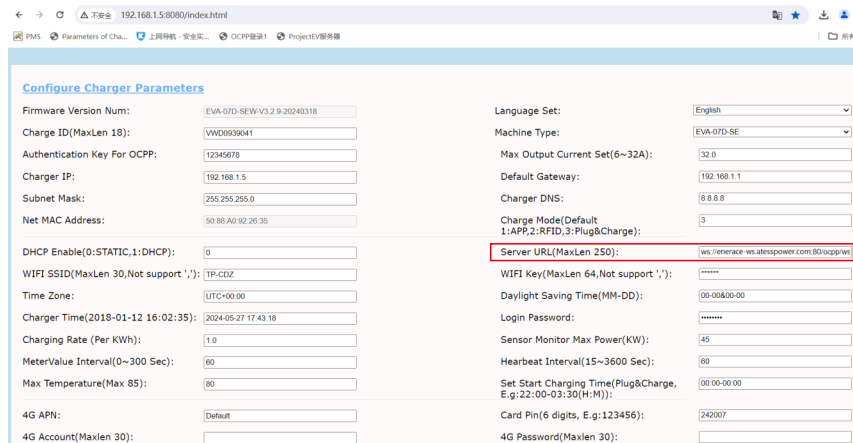 不安全 192.168.1.5:8080/index.html
PMS Parameters of Cha... 上网导航 - 安全实... OCPP登录1 ProjectEV服务器 所有
Configure Charger Parameters
Firmware Version Num: EVA-07D-SEW-V3.2.9-20240318 Language Set: English
Charge ID(MaxLen 18): VWD0939041 Machine Type: EVA-07D-SE
Authentication Key For OCPP: 12345678 Max Output Current Set(6~32A): 32.0
Charger IP: 192.168.1.5 Default Gateway: 192.168.1.1
Subnet Mask: 255.255.255.0 Charger DNS: 8.8.8.8
Net MAC Address: 50:88:A0:92:26:35 Charge Mode(Default
1:APP,2:RFID,3:Plug&Charge): 3
DHCP Enable(0:STATIC,1:DHCP): 0 Server URL(MaxLen 250): ws://enerace-ws.atesspower.com:80/ocpp/ws
WIFI SSID(MaxLen 30,Not support ','): TP-CDZ WIFI Key(MaxLen 64,Not support ','): ••••••
Time Zone: UTC+00:00 Daylight Saving Time(MM-DD): 00-00&00-00
Charger Time(2018-01-12 16:02:35): 2024-05-27 17:43:18 Login Password: ••••••••
Charging Rate (Per KWh): 1.0 Sensor Monitor Max Power(KW): 45
MeterValue Interval(0~300 Sec): 60 Hearbeat Interval(15~3600 Sec): 60
Max Temperature(Max 85): 80 Set Start Charging Time(Plug&Charge,
E.g:22:00-03:30(H:M)): 00:00-00:00
4G APN: Default Card Pin(6 digits, E.g:123456): 242007
4G Account(Maxlen 30): 4G Password(Maxlen 30):